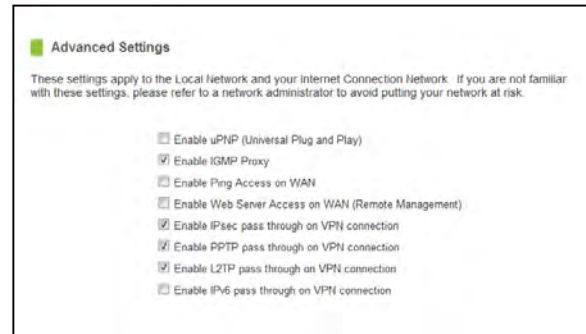 Advanced Settings
These settings apply to the Local Network and your Internet Connection Network. If you are not familiar
with these settings, please refer to a network administrator to avoid putting your network at risk.
Enable uPNP (Universal Plug and Play)
Enable IGMP Proxy
Enable Ping Access on WAN
Enable Web Server Access on WAN (Remote Management)
Enable IPsec pass through on VPN connection
Enable PPTP pass through on VPN connection
Enable L2TP pass through on VPN connection
Enable IPv6 pass through on VPN connection